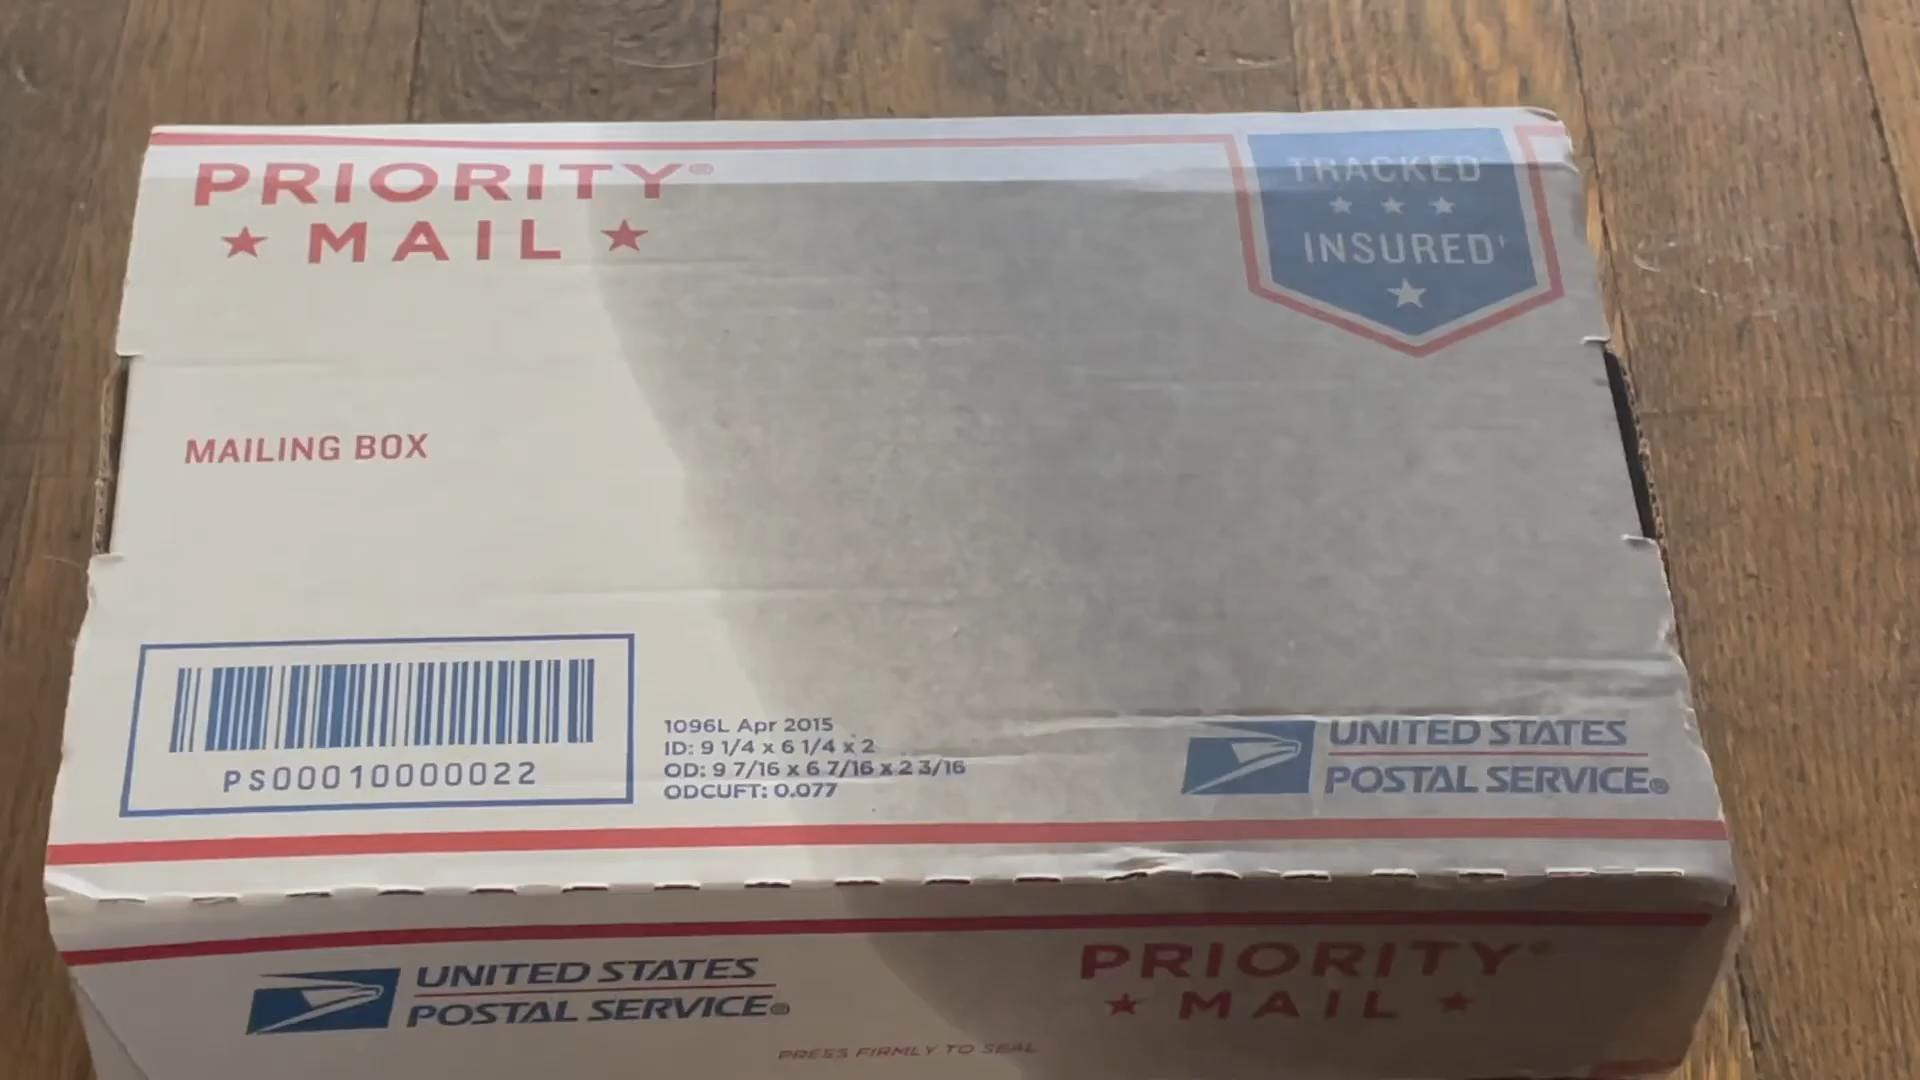 PRIORITY®
★ MAIL ★
TRACKED
★ ★ ★
INSURED
★
MAILING BOX
PS00010000022
1096L Apr 2015
ID: 9 1/4 x 6 1/4 x 2
OD: 9 7/16 x 6 7/16 x 2 3/16
ODCUFT: 0.077
UNITED STATES
POSTAL SERVICE®
UNITED STATES
POSTAL SERVICE®
PRIORITY®
★ MAIL ★
PRESS FIRMLY TO SEAL